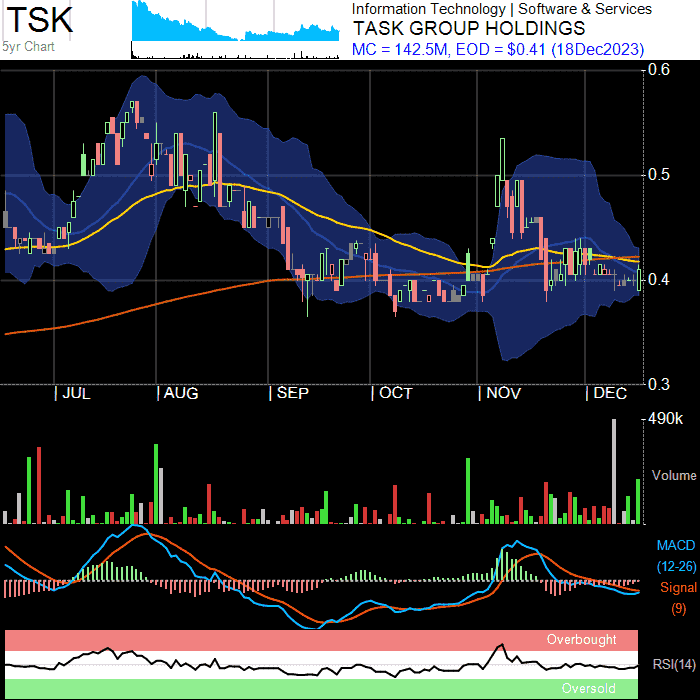 TSK
5yr Chart
Information Technology | Software & Services
TASK GROUP HOLDINGS
MC = 142.5M, EOD = $0.41 (18Dec2023)
0.6
0.5
0.4
0.3
| JUL | AUG | SEP | OCT | NOV | DEC
490k
Volume
MACD
(12-26)
Signal
(9)
Overbought
RSI(14)
Oversold